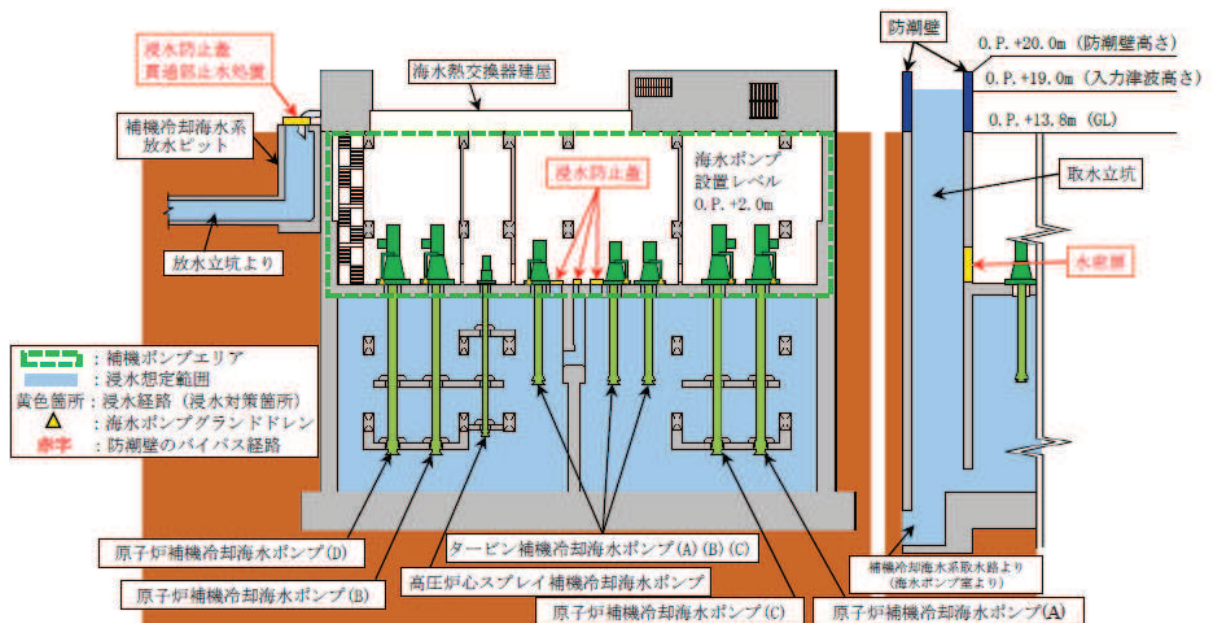 防潮壁
O.P.+20.0m (防潮壁高さ)
浸水防止蓋
貫通部止水処置
海水熱交換器建屋
O.P.+19.0m (入力津波高さ)
補機冷却海水系
放水ピット
O.P.+13.8m (GL)
海水ポンプ
設置レベル
O.P.+2.0m
浸水防止蓋
取水立坑
放水立坑より
水密扉
:補機ポンプエリア
:浸水想定範囲
黄色箇所:浸水経路 (浸水対策箇所)
:海水ポンプグランドドレン
赤字 :防潮壁のバイパス経路
原子炉補機冷却海水ポンプ(D)
タービン補機冷却海水ポンプ(A)(B)(C)
補機冷却海水系取水路より
(海水ポンプ室より)
原子炉補機冷却海水ポンプ(B)
高圧炉心スプレイ補機冷却海水ポンプ
原子炉補機冷却海水ポンプ(C)
原子炉補機冷却海水ポンプ(A)